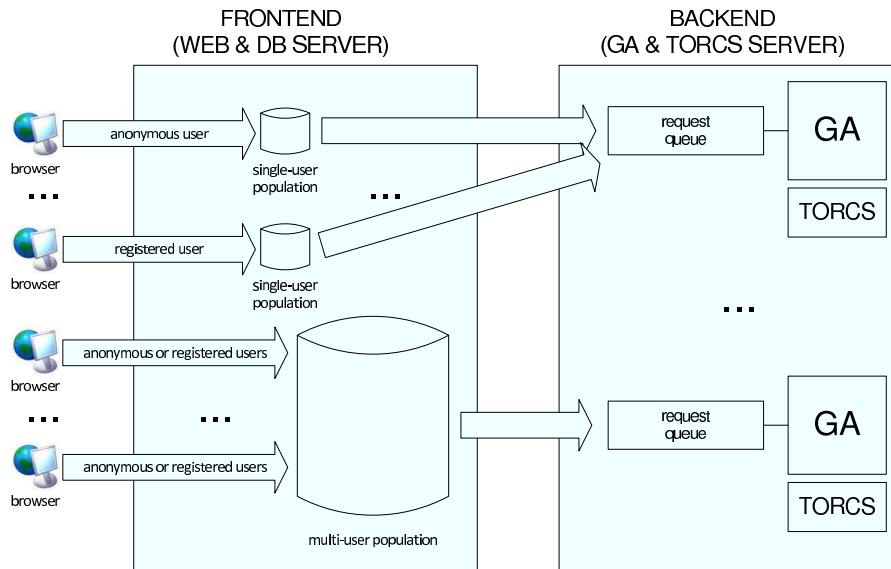 FRONTEND
(WEB & DB SERVER)
BACKEND
(GA & TORCS SERVER)
browser
anonymous user
single-user
population
request
queue
GA
TORCS
...
...
browser
registered user
single-user
population
...
browser
anonymous or registered users
...
...
browser
anonymous or registered users
multi-user population
request
queue
GA
TORCS